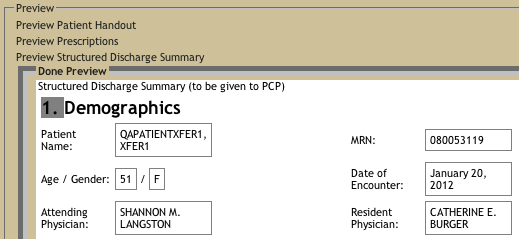 Preview
Preview Patient Handout
Preview Prescriptions
Preview Structured Discharge Summary
Done Preview
Structured Discharge Summary (to be given to PCP)
1. Demographics
Patient Name: QAPATIENTXFER1, XFER1
MRN: 080053119
Age / Gender: 51 / F
Date of Encounter: January 20, 2012
Attending Physician: SHANNON M. LANGSTON
Resident Physician: CATHERINE E. BURGER